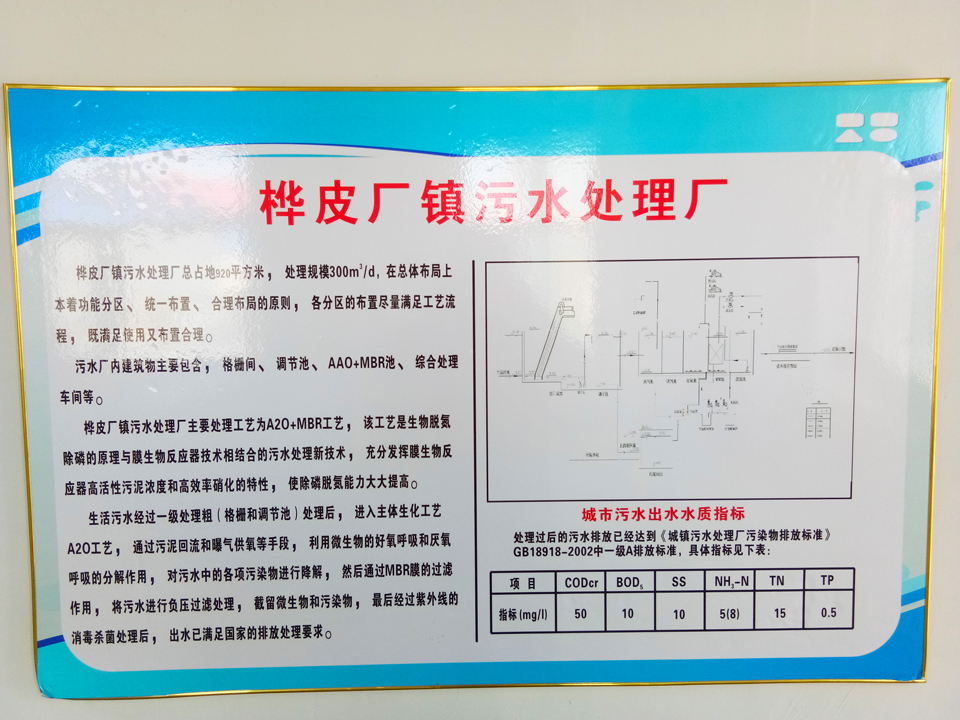 桦皮厂镇污水处理厂
桦皮厂镇污水处理厂总占地920平方米，处理规模300m³/d，在总体布局上
本着功能分区、统一布置、合理布局的原则，各分区的布置尽量满足工艺流
程，既满足使用又布置合理。
污水厂内建筑物主要包含，格栅间、调节池、AAO+MBR池、综合处理
车间等。
桦皮厂镇污水处理厂主要处理工艺为A2O+MBR工艺，该工艺是生物脱氮
除磷的原理与膜生物反应器技术相结合的污水处理新技术，充分发挥膜生物反
应器高活性污泥浓度和高效率硝化的特性，使除磷脱氮能力大大提高。
生活污水经过一级处理粗（格栅和调节池）处理后，进入主体生化工艺
A2O工艺，通过污泥回流和曝气供氧等手段，利用微生物的好氧呼吸和厌氧
呼吸的分解作用，对污水中的各项污染物进行降解，然后通过MBR膜的过滤
作用，将污水进行负压过滤处理，截留微生物和污染物，最后经过紫外线的
消毒杀菌处理后，出水已满足国家的排放处理要求。
城市污水出水水质指标
处理过后的污水排放已经达到《城镇污水处理厂污染物排放标准》
GB18918-2002中一级A排放标准，具体指标见下表：
项 目 CODcr BOD₅ SS NH₃-N TN TP
指标(mg/l) 50 10 10 5(8) 15 0.5